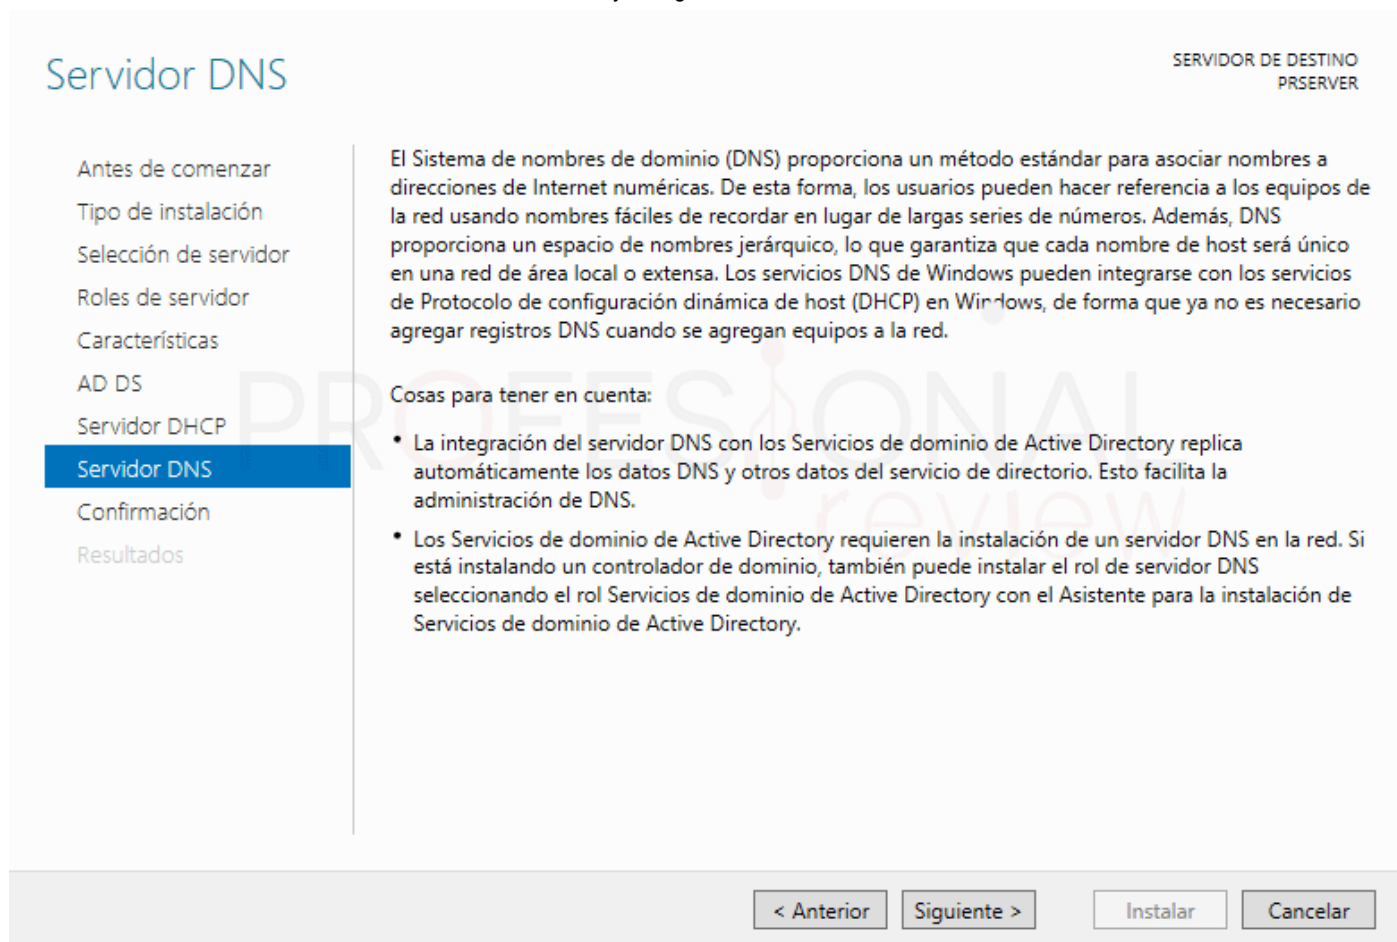 Servidor DNS
SERVIDOR DE DESTINO
PRSERVER
Antes de comenzar
Tipo de instalación
Selección de servidor
Roles de servidor
Características
AD DS
Servidor DHCP
Servidor DNS
Confirmación
Resultados
El Sistema de nombres de dominio (DNS) proporciona un método estándar para asociar nombres a
direcciones de Internet numéricas. De esta forma, los usuarios pueden hacer referencia a los equipos de
la red usando nombres fáciles de recordar en lugar de largas series de números. Además, DNS
proporciona un espacio de nombres jerárquico, lo que garantiza que cada nombre de host será único
en una red de área local o extensa. Los servicios DNS de Windows pueden integrarse con los servicios
de Protocolo de configuración dinámica de host (DHCP) en Windows, de forma que ya no es necesario
agregar registros DNS cuando se agregan equipos a la red.
Cosas para tener en cuenta:
• La integración del servidor DNS con los Servicios de dominio de Active Directory replica
automáticamente los datos DNS y otros datos del servicio de directorio. Esto facilita la
administración de DNS.
• Los Servicios de dominio de Active Directory requieren la instalación de un servidor DNS en la red. Si
está instalando un controlador de dominio, también puede instalar el rol de servidor DNS
seleccionando el rol Servicios de dominio de Active Directory con el Asistente para la instalación de
Servicios de dominio de Active Directory.
PROFESIONAL
review
< Anterior
Siguiente >
Instalar
Cancelar